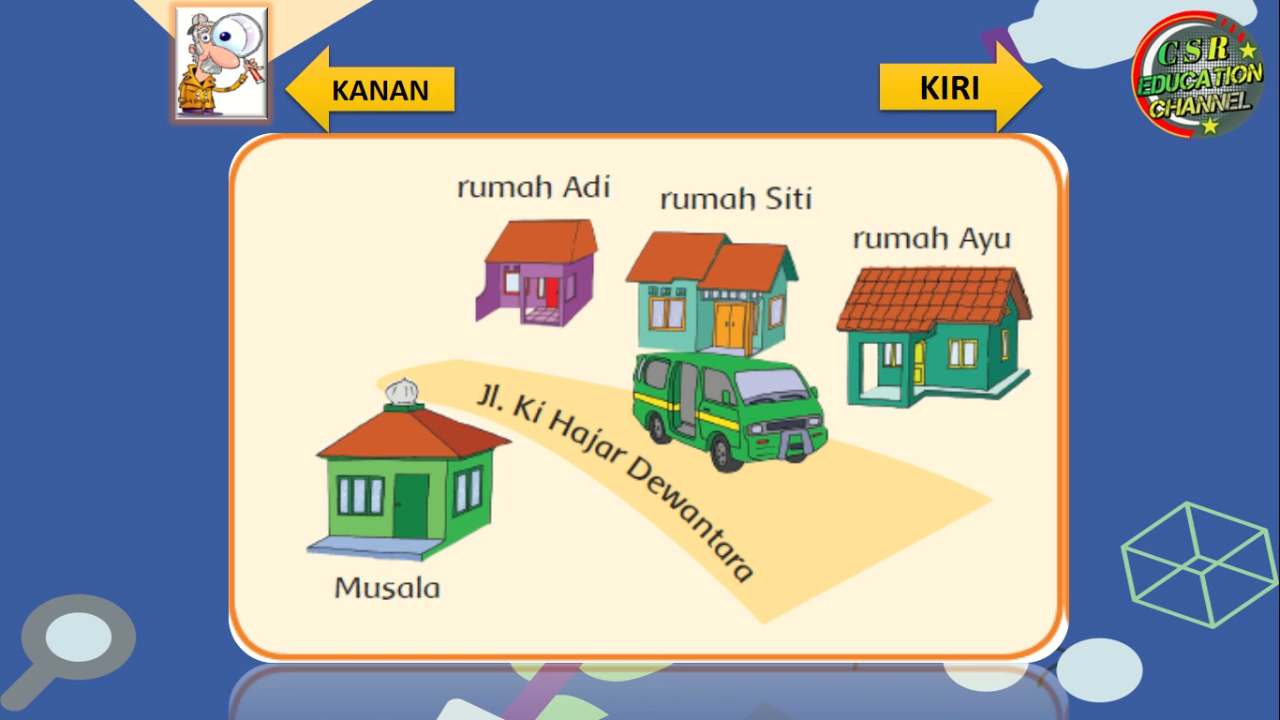 KANAN
KIRI
CSR
EDUCATION
CHANNEL
rumah Adi
rumah Siti
rumah Ayu
Jl. Ki Hajar Dewantara
Musala